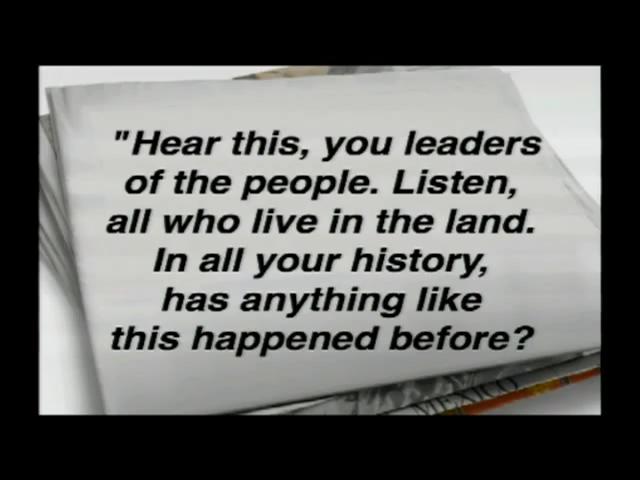 "Hear this, you leaders
of the people. Listen,
all who live in the land.
In all your history,
has anything like
this happened before?
MEXICO